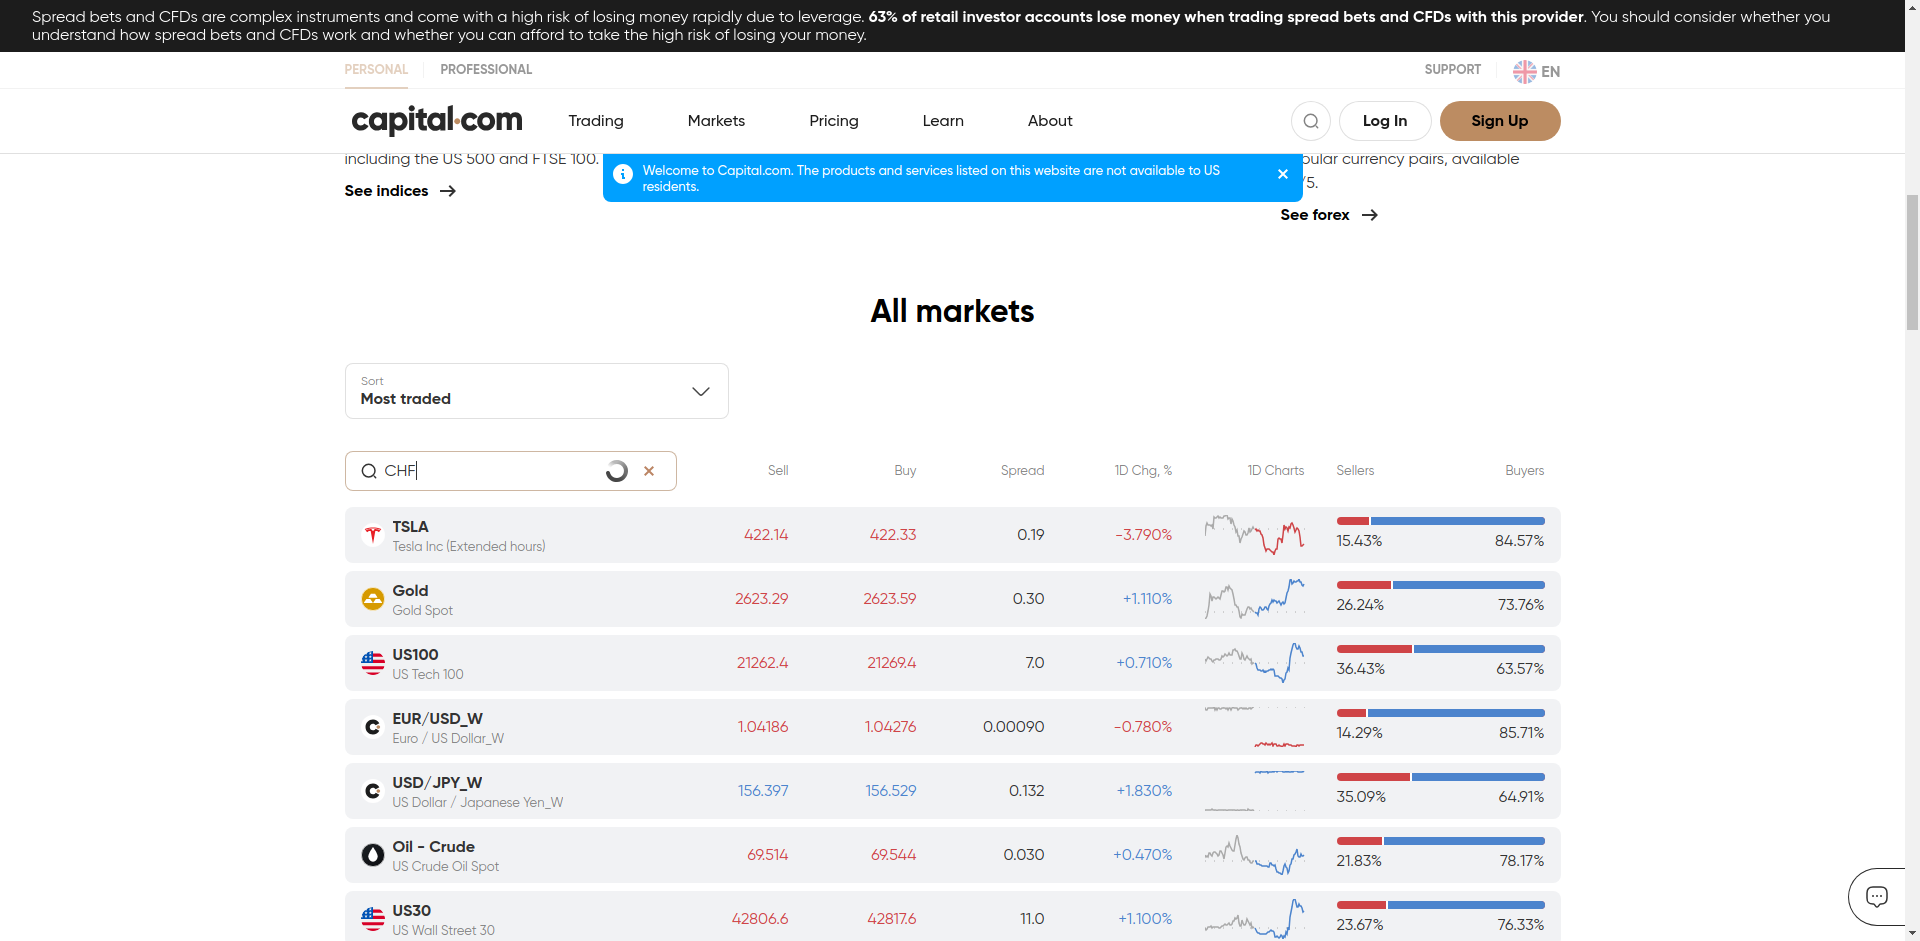 Spread bets and CFDs are complex instruments and come with a high risk of losing money rapidly due to leverage. 63% of retail investor accounts lose money when trading spread bets and CFDs with this provider. You should consider whether you
understand how spread bets and CFDs work and whether you can afford to take the high risk of losing your money.
PERSONAL PROFESSIONAL SUPPORT EN
capital.com Trading Markets Pricing Learn About Log In Sign Up
including the US 500 and FTSE 100. pular currency pairs, available
Welcome to Capital.com. The products and services listed on this website are not available to US
residents.
/5.
See indices
See forex
All markets
Sort
Most traded
CHF Sell Buy Spread 1D Chg, % 1D Charts Sellers Buyers
TSLA
Tesla Inc (Extended hours)
422.14 422.33 0.19 -3.790% 15.43% 84.57%
Gold
Gold Spot
2623.29 2623.59 0.30 +1.110% 26.24% 73.76%
US100
US Tech 100
21262.4 21269.4 7.0 +0.710% 36.43% 63.57%
EUR/USD_W
Euro / US Dollar_W
1.04186 1.04276 0.00090 -0.780% 14.29% 85.71%
USD/JPY_W
US Dollar / Japanese Yen_W
156.397 156.529 0.132 +1.830% 35.09% 64.91%
Oil - Crude
US Crude Oil Spot
69.514 69.544 0.030 +0.470% 21.83% 78.17%
US30
US Wall Street 30
42806.6 42817.6 11.0 +1.100% 23.67% 76.33%